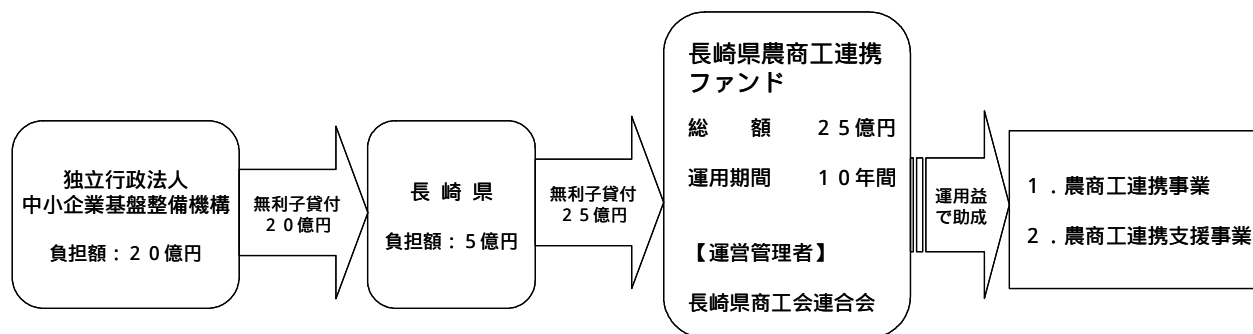 独立行政法人
中小企業基盤整備機構
負担額:20億円
無利子貸付
20億円
長崎県
負担額:5億円
無利子貸付
25億円
長崎県農商工連携
ファンド
総 額 25億円
運用期間 10年間
【運営管理者】
長崎県商工会連合会
運用益
で助成
1.農商工連携事業
2.農商工連携支援事業